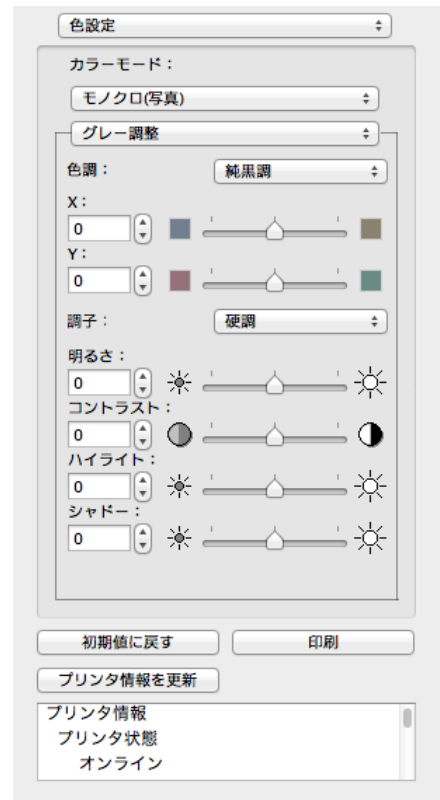 色設定
カラーモード：
モノクロ(写真)
グレー調整
色調： 純黒調
X：
0
Y：
0
調子： 硬調
明るさ：
0
コントラスト：
0
ハイライト：
0
シャドー：
0
初期値に戻す 印刷
プリンタ情報を更新
プリンタ情報
プリンタ状態
オンライン